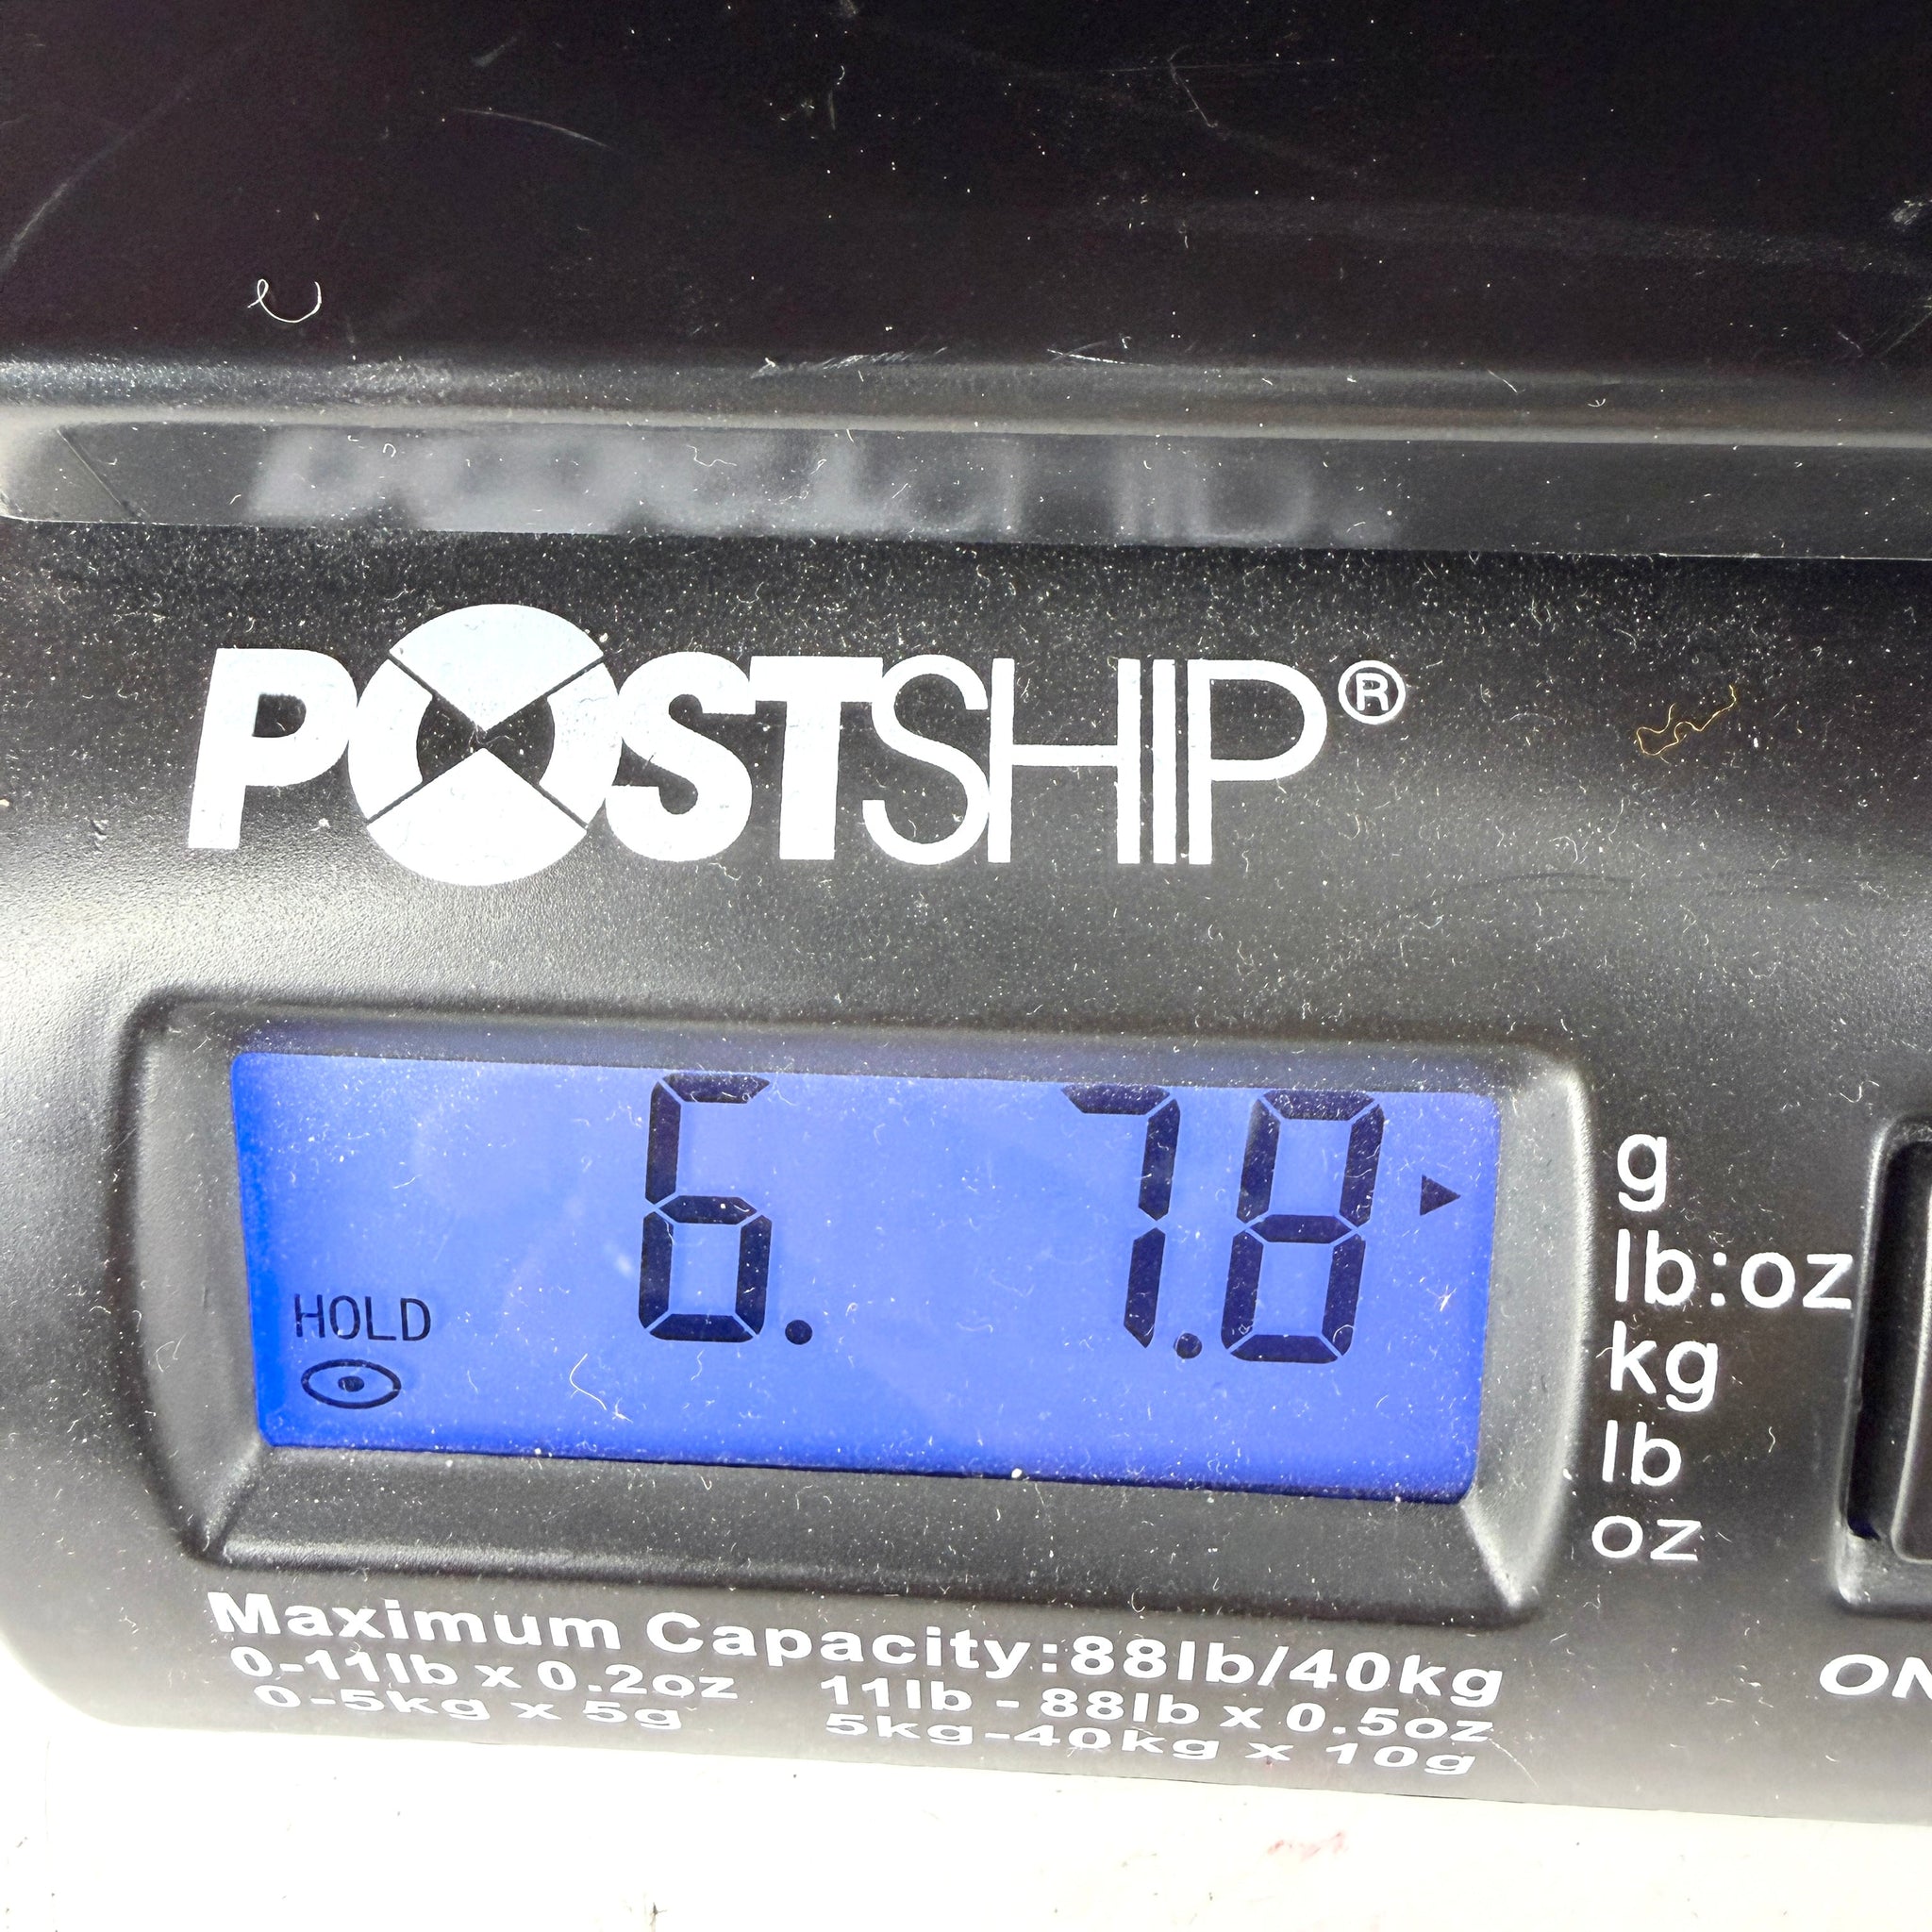 POSTSHIP®
6. 7.8
HOLD
g
lb:oz
kg
lb
oz
Maximum Capacity:88lb/40kg
0-11lb x 0.2oz 11lb - 88lb x 0.5oz
0-5kg x 5g 5kg-40kg x 10g